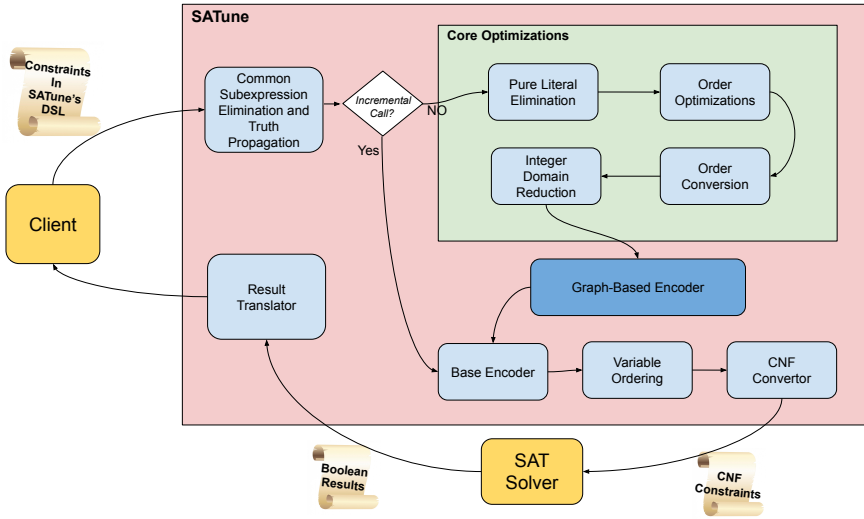 SATune
Core Optimizations
Constraints
In
SATune's
DSL
Common
Subexpression
Elimination and
Truth
Propagation
Incremental
Call?
NO
Yes
Pure Literal
Elimination
Order
Optimizations
Integer
Domain
Reduction
Order
Conversion
Client
Result
Translator
Graph-Based Encoder
Base Encoder
Variable
Ordering
CNF
Convertor
Boolean
Results
SAT
Solver
CNF
Constraints